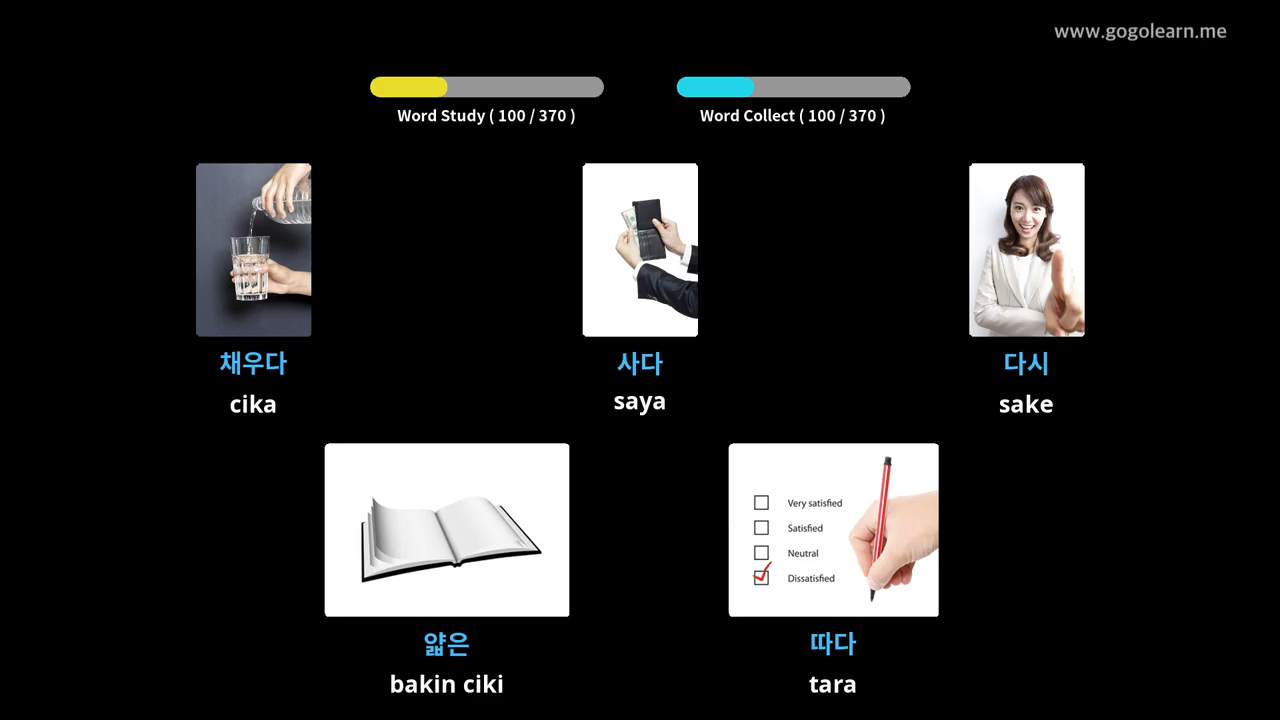 www.gogolearn.me
Word Study ( 100 / 370 )
Word Collect ( 100 / 370 )
채우다
cika
사다
saya
다시
sake
얇은
bakin ciki
Very satisfied
Satisfied
Neutral
Dissatisfied
따다
tara